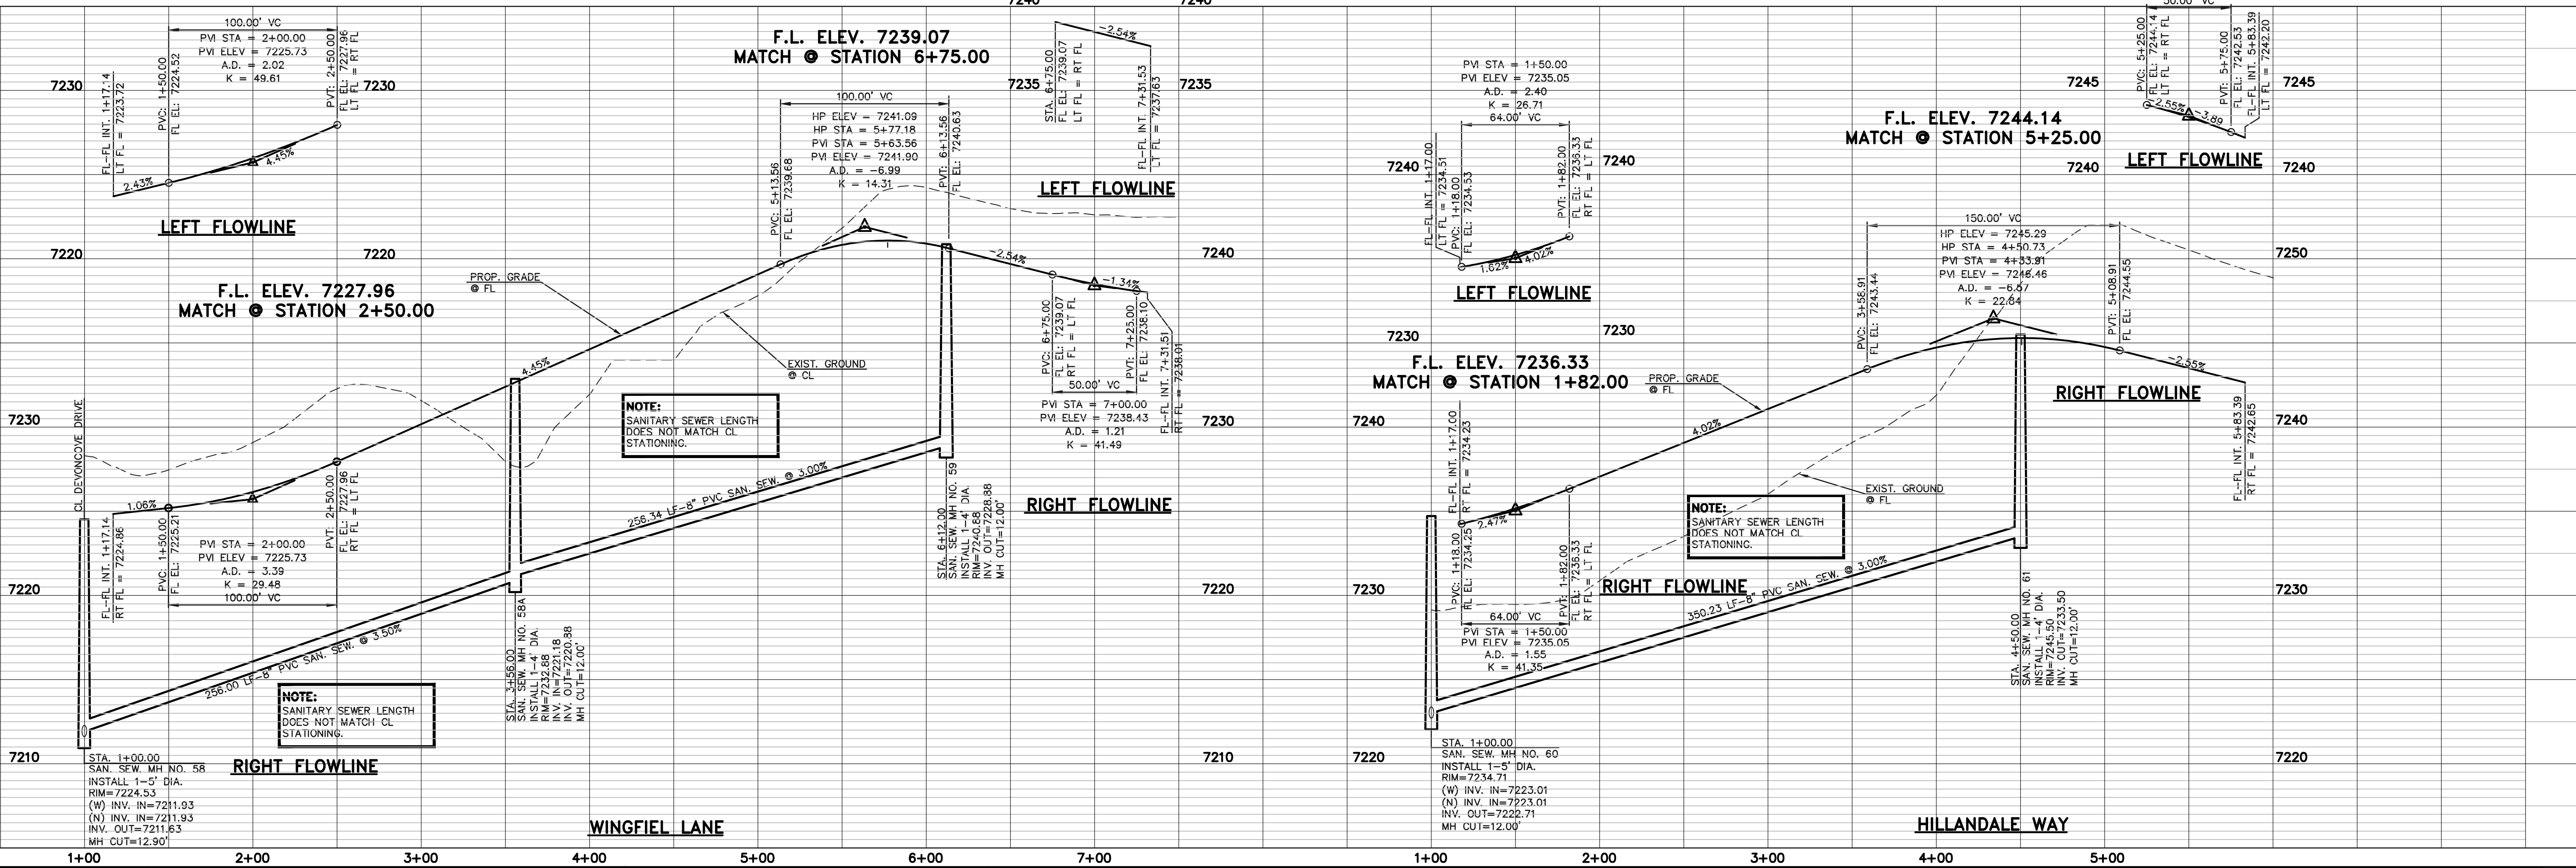 100.00' VC
PVI STA = 2+00.00
PVI ELEV = 7225.73
A.D. = 2.02
K = 49.61
7230
7230
FL-FL INT. 1+17.14
LT FL = 7223.72
PVC: 1+50.00
FL EL: 7224.52
PVT: 2+50.00
FL EL: 7227.96
LT FL = RT FL
2.43%
4.45%
LEFT FLOWLINE
7220
7220
F.L. ELEV. 7227.96
MATCH @ STATION 2+50.00
PROP. GRADE
@ FL
7230
CL DEVONCOVE DRIVE
1.06%
FL-FL INT. 1+17.14
RT FL = 7224.86
PVC: 1+50.00
FL EL: 7225.21
PVT: 2+50.00
FL EL: 7227.96
RT FL = LT FL
PVI STA = 2+00.00
PVI ELEV = 7225.73
A.D. = 3.39
K = 29.48
100.00' VC
7220
4.45%
256.00 LF-8" PVC SAN. SEW. @ 3.50%
STA. 3+56.00
SAN. SEW. MH NO. 58A
INSTALL 1-4' DIA.
RIM=7232.88
INV. IN=7221.18
INV. OUT=7220.88
MH CUT=12.00'
NOTE:
SANITARY SEWER LENGTH
DOES NOT MATCH CL
STATIONING.
7210
STA. 1+00.00
SAN. SEW. MH NO. 58
INSTALL 1-5' DIA.
RIM=7224.53
(W) INV. IN=7211.93
(N) INV. IN=7211.93
INV. OUT=7211.63
MH CUT=12.90'
RIGHT FLOWLINE
F.L. ELEV. 7239.07
MATCH @ STATION 6+75.00
100.00' VC
HP ELEV = 7241.09
HP STA = 5+77.18
PVI STA = 5+63.56
PVI ELEV = 7241.90
A.D. = -6.99
K = 14.31
PVC: 5+13.56
FL EL: 7239.68
PVT: 6+13.56
FL EL: 7240.63
7240
7240
7235
7235
STA. 6+75.00
FL EL: 7239.07
LT FL = RT FL
-2.54%
FL-FL INT. 7+31.53
LT FL = 7237.63
LEFT FLOWLINE
7240
-2.54%
-1.34%
PVC: 6+75.00
FL EL: 7239.07
RT FL = LT FL
PVT: 7+25.00
FL EL: 7238.10
FL-FL INT. 7+31.51
RT FL = 7238.01
50.00' VC
PVI STA = 7+00.00
PVI ELEV = 7238.43
A.D. = 1.21
K = 41.49
7230
EXIST. GROUND
@ CL
NOTE:
SANITARY SEWER LENGTH
DOES NOT MATCH CL
STATIONING.
256.34 LF-8" PVC SAN. SEW. @ 3.00%
STA. 6+12.00
SAN. SEW. MH NO. 59
INSTALL 1-4' DIA.
RIM=7240.88
INV. OUT=7228.88
MH CUT=12.00'
RIGHT FLOWLINE
7220
7210
WINGFIEL LANE
1+00 2+00 3+00 4+00 5+00 6+00 7+00
PVI STA = 1+50.00
PVI ELEV = 7235.05
A.D. = 2.40
K = 26.71
64.00' VC
7240
7240
FL-FL INT. 1+17.00
LT FL = 7234.51
PVC: 1+18.00
FL EL: 7234.53
PVT: 1+82.00
FL EL: 7236.33
RT FL = LT FL
1.62%
4.02%
LEFT FLOWLINE
7230
7230
F.L. ELEV. 7236.33
MATCH @ STATION 1+82.00
PROP. GRADE
@ FL
7240
FL-FL INT. 1+17.00
RT FL = 7234.23
2.47%
4.02%
PVC: 1+18.00
FL EL: 7234.25
PVT: 1+82.00
FL EL: 7236.33
RT FL = LT FL
64.00' VC
PVI STA = 1+50.00
PVI ELEV = 7235.05
A.D. = 1.55
K = 41.35
7230
RIGHT FLOWLINE
NOTE:
SANITARY SEWER LENGTH
DOES NOT MATCH CL
STATIONING.
EXIST. GROUND
@ FL
350.23 LF-8" PVC SAN. SEW. @ 3.00%
7220
STA. 1+00.00
SAN. SEW. MH NO. 60
INSTALL 1-5' DIA.
RIM=7234.71
(W) INV. IN=7223.01
(N) INV. IN=7223.01
INV. OUT=7222.71
MH CUT=12.00'
50.00' VC
PVC: 5+25.00
FL EL: 7244.14
LT FL = RT FL
PVT: 5+75.00
FL EL: 7242.53
FL-FL INT. 5+83.39
LT FL = 7242.20
7245
7245
-2.55%
-3.89
F.L. ELEV. 7244.14
MATCH @ STATION 5+25.00
LEFT FLOWLINE
7240
7240
150.00' VC
HP ELEV = 7245.29
HP STA = 4+50.73
PVI STA = 4+33.91
PVI ELEV = 7246.46
A.D. = -6.57
K = 22.84
PVC: 3+58.91
FL EL: 7243.44
PVT: 5+08.91
FL EL: 7244.55
7250
-2.55%
RIGHT FLOWLINE
FL-FL INT. 5+83.39
RT FL = 7242.65
7240
STA. 4+50.00
SAN. SEW. MH NO. 61
INSTALL 1-4' DIA.
RIM=7245.50
INV. OUT=7233.50
MH CUT=12.00'
7230
7220
HILLANDALE WAY
1+00 2+00 3+00 4+00 5+00